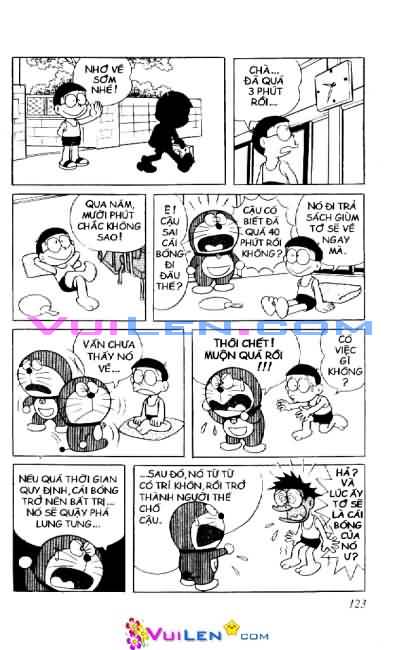 NHỚ VỀ
SỚM
NHÉ!
CHÀ...
ĐÃ QUÁ
3 PHÚT
RỒI...
QUA NĂM,
MƯỜI PHÚT
CHẮC KHÔNG
SAO!
Ê!
CẬU
SAI
CÁI
BÓNG
ĐI
ĐÂU
THẾ?
CẬU CÓ
BIẾT ĐÃ
QUÁ 40
PHÚT RỒI
KHÔNG?
NÓ ĐI TRẢ
SÁCH GIÙM
TỚ SẼ VỀ
NGAY
MÀ.
VẪN CHƯA
THẤY NÓ
VỀ...
THÔI CHẾT!
MUỘN QUÁ RỒI
!!!
CÓ
VIỆC
GÌ
KHÔNG?
NẾU QUÁ THỜI GIAN
QUY ĐỊNH, CÁI BÓNG
TRỞ NÊN BẤT TRỊ...
NÓ SẼ QUẬY PHÁ
LUNG TUNG...
...SAU ĐÓ, NÓ TỪ TỪ
CÓ TRÍ KHÔN, RỒI TRỞ
THÀNH NGƯỜI THẾ
CHỖ
CẬU.
HẢ?
VÀ
LÚC ẤY
TỚ SẼ
LÀ CÁI
BÓNG
CỦA
NÓ
Ư?
VUILEN.COM
123
VUILEN.COM